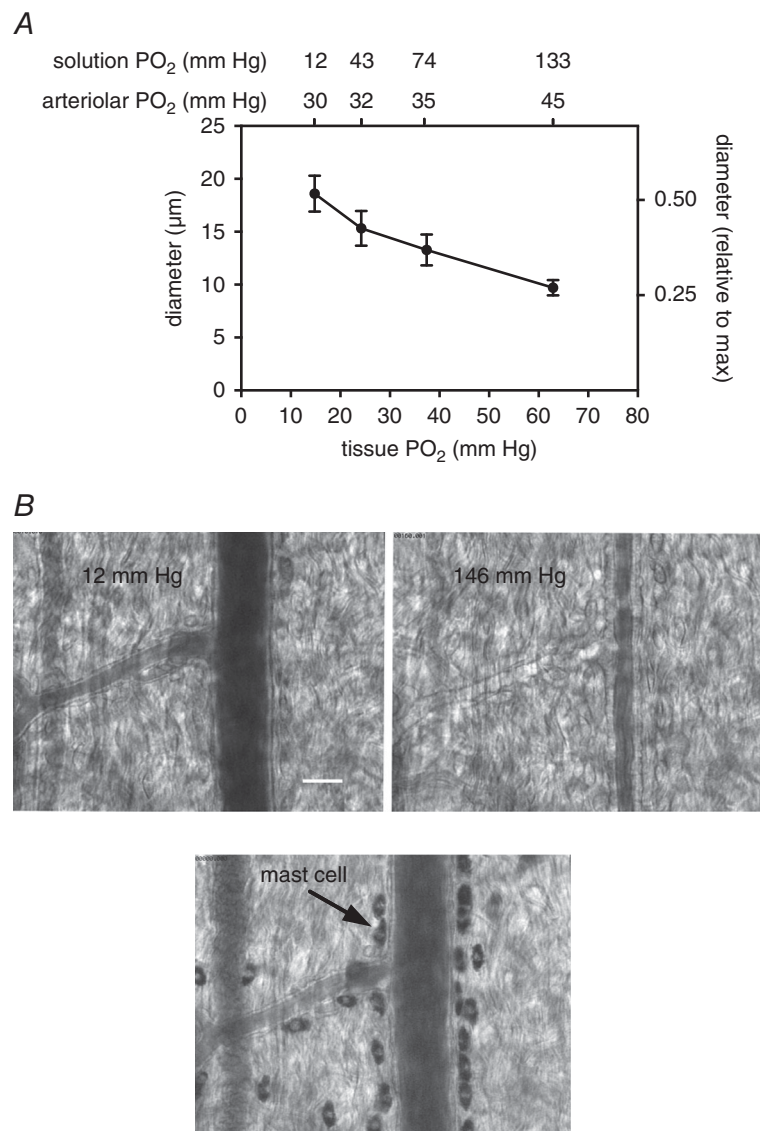 A
solution PO2 (mm Hg) 12 43 74 133
arteriolar PO2 (mm Hg) 30 32 35 45
25
20
15
10
5
0
diameter (µm)
0.50
0.25
diameter (relative to max)
0 10 20 30 40 50 60 70 80
tissue PO2 (mm Hg)
B
12 mm Hg
146 mm Hg
mast cell